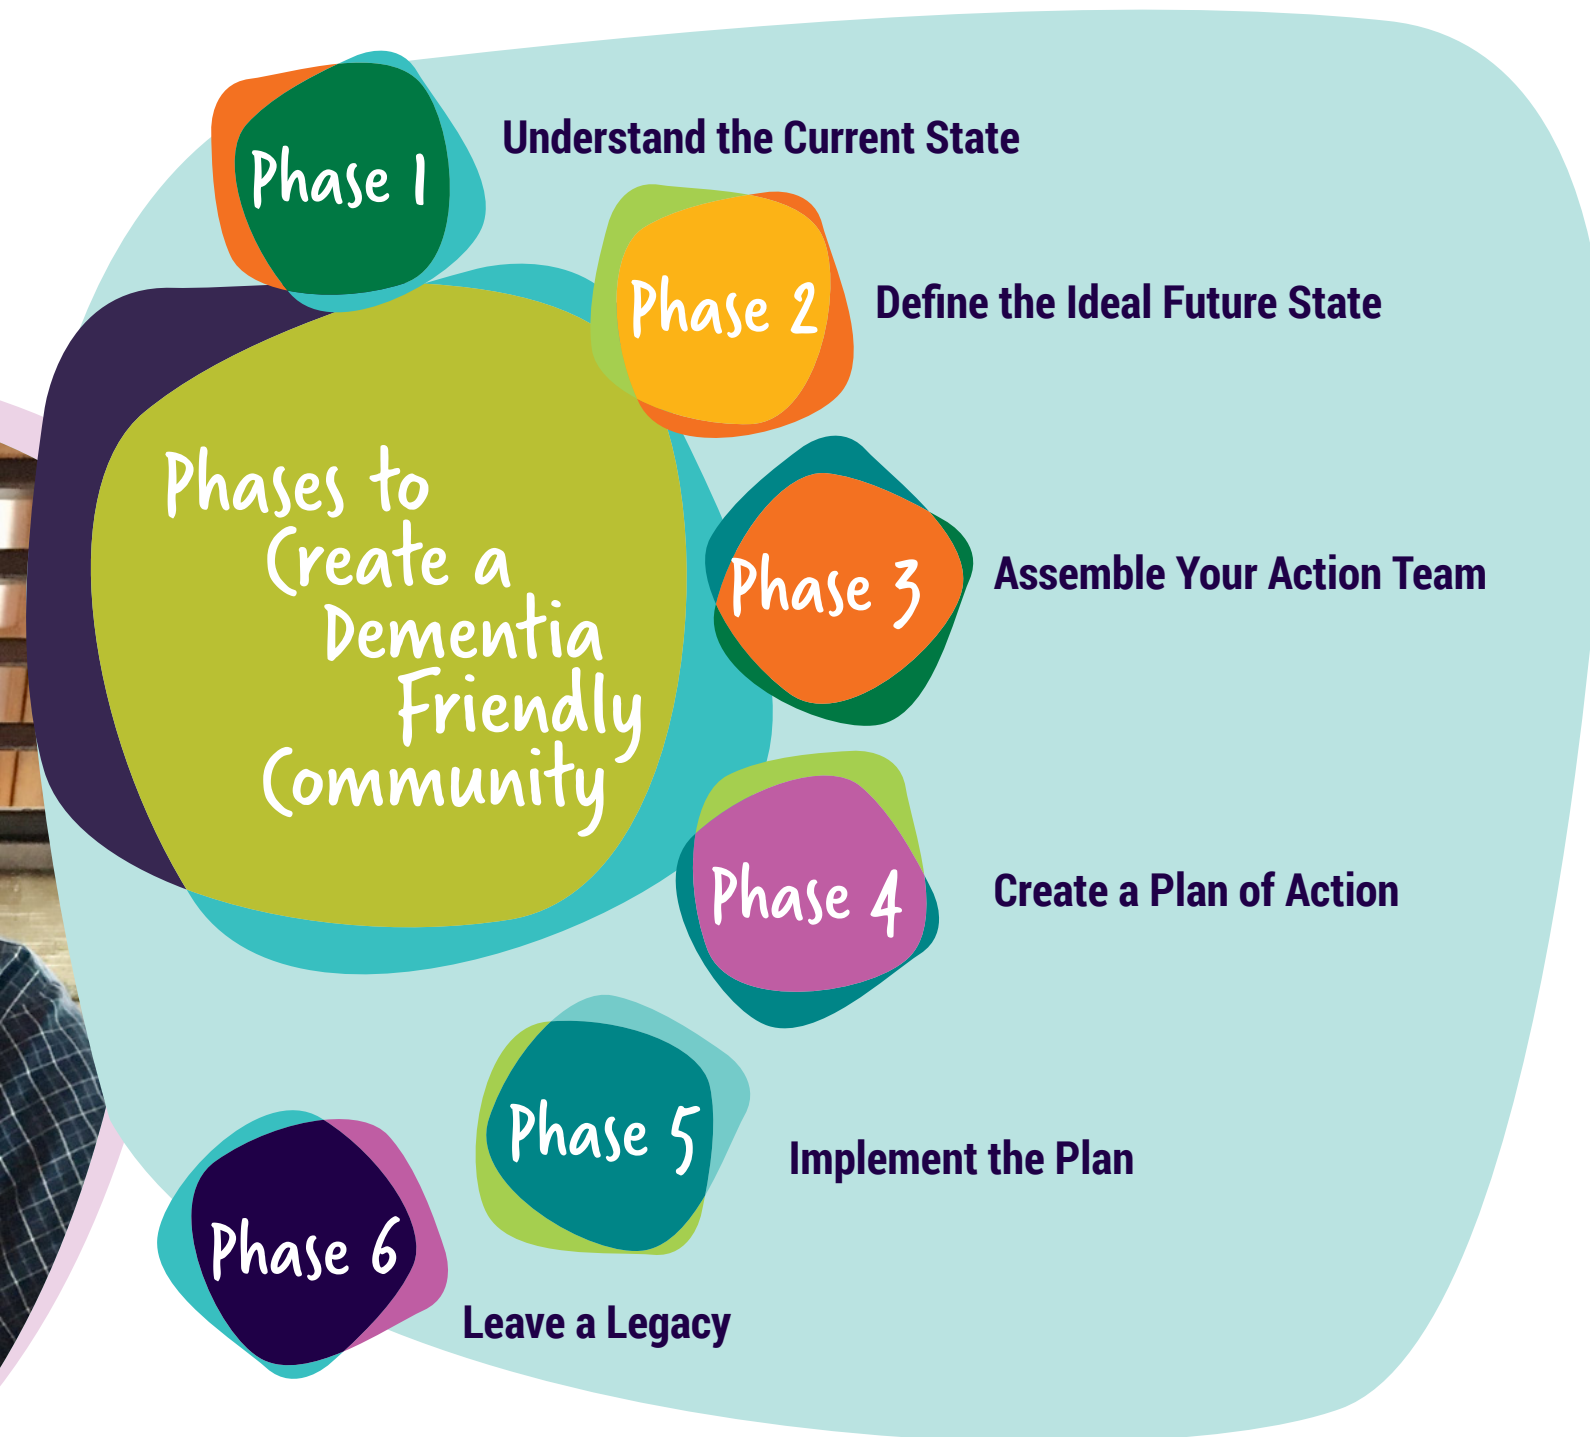 Phase 1
Understand the Current State
Phase 2
Define the Ideal Future State
Phases to
Create a
Dementia
Friendly
Community
Phase 3
Assemble Your Action Team
Phase 4
Create a Plan of Action
Phase 5
Implement the Plan
Phase 6
Leave a Legacy